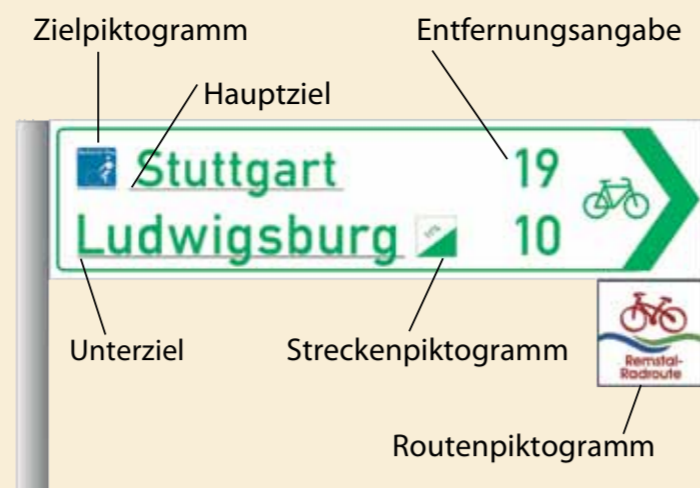 Zielpiktogramm
Entfernungsangabe
Hauptziel
Stuttgart 19
Ludwigsburg 10
Unterziel
Streckenpiktogramm
Remstal-
Radroute
Routenpiktogramm